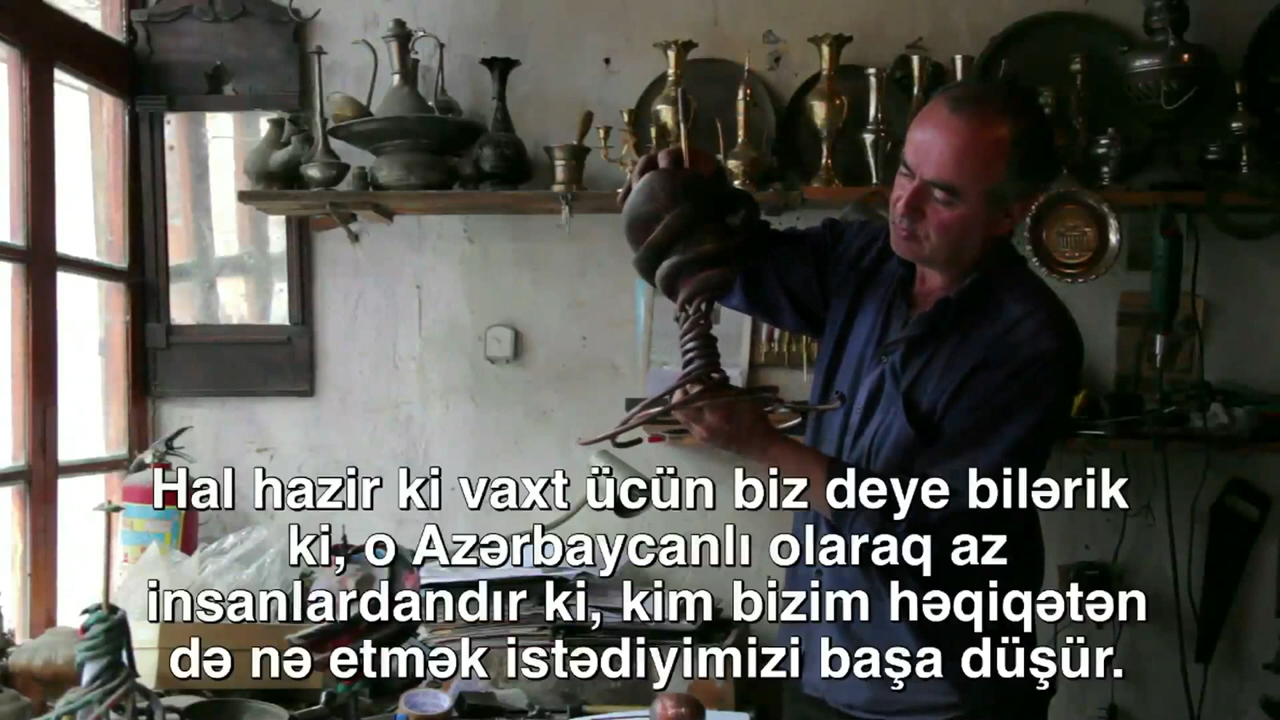 Hal hazir ki vaxt ücün biz deye bilərik
ki, o Azərbaycanlı olaraq az
insanlardandır ki, kim bizim həqiqətən
də nə etmək istədiyimizi başa düşür.